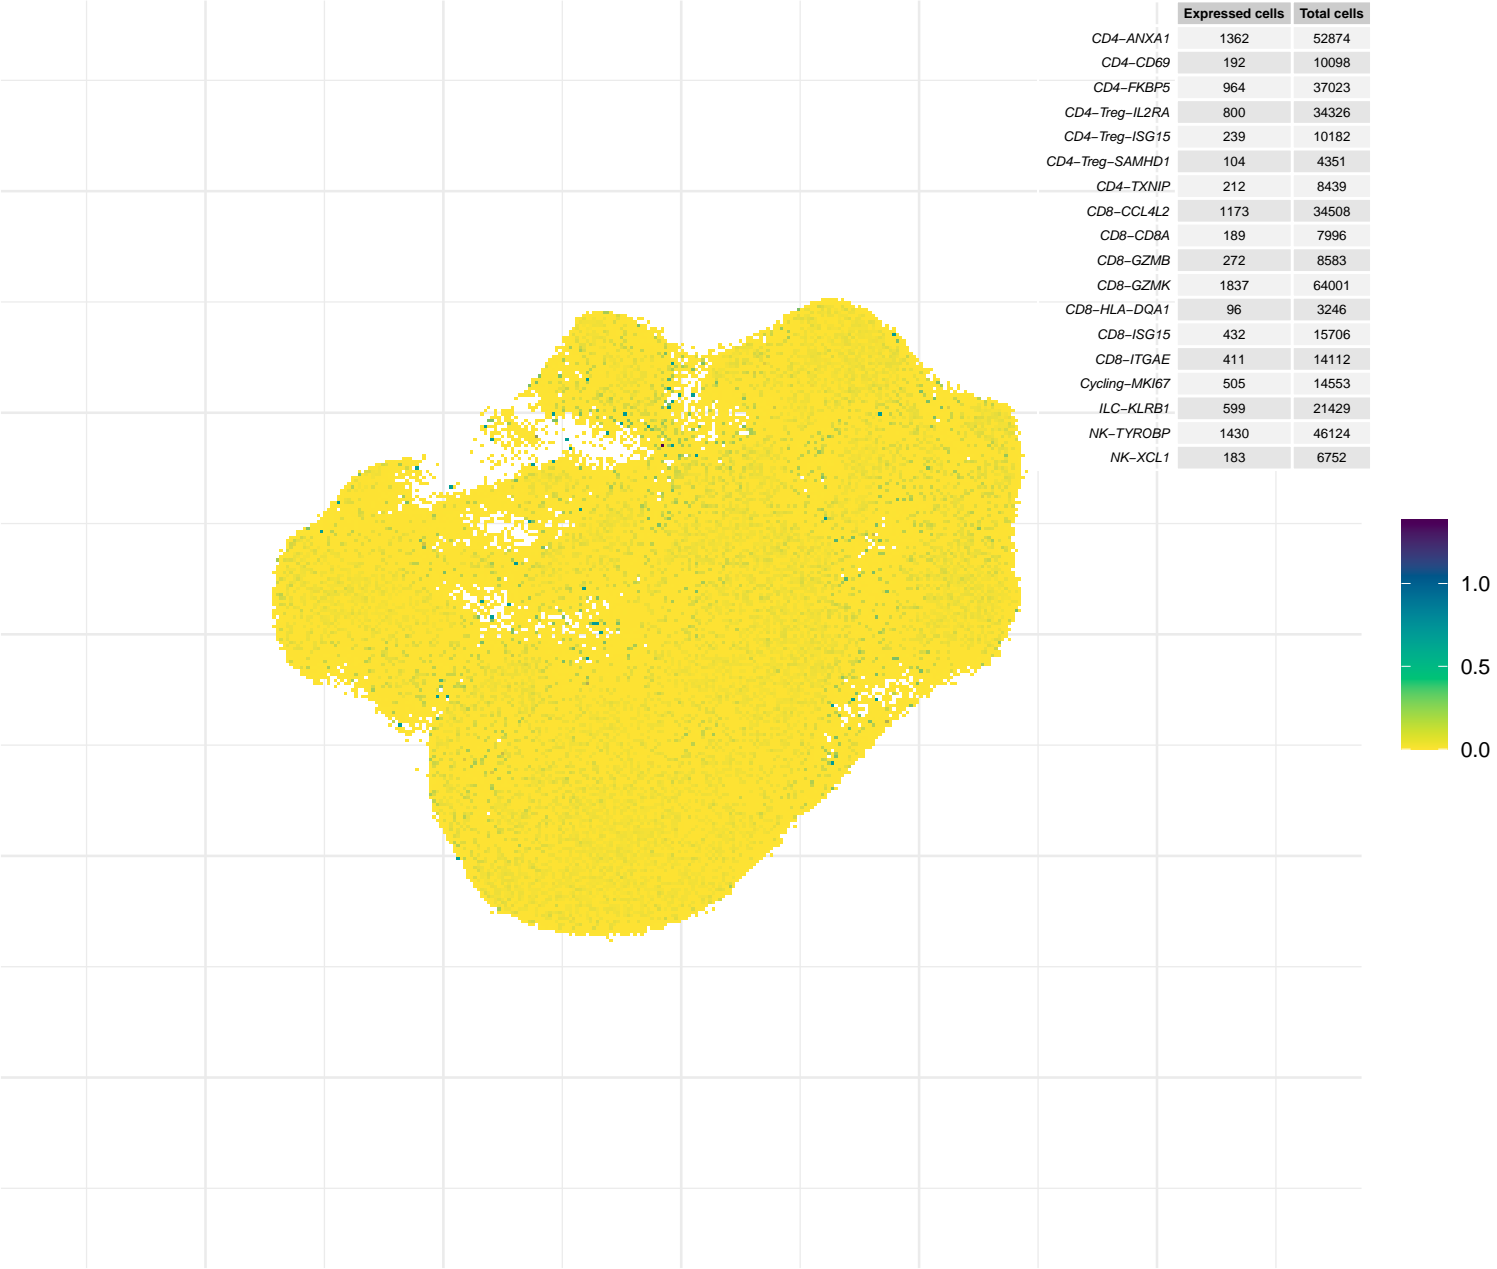 Expressed cells Total cells
CD4−ANXA1 1362 52874
CD4−CD69 192 10098
CD4−FKBP5 964 37023
CD4−Treg−IL2RA 800 34326
CD4−Treg−ISG15 239 10182
CD4−Treg−SAMHD1 104 4351
CD4−TXNIP 212 8439
CD8−CCL4L2 1173 34508
CD8−CD8A 189 7996
CD8−GZMB 272 8583
CD8−GZMK 1837 64001
CD8−HLA−DQA1 96 3246
CD8−ISG15 432 15706
CD8−ITGAE 411 14112
Cycling−MKI67 505 14553
ILC−KLRB1 599 21429
NK−TYROBP 1430 46124
NK−XCL1 183 6752
1.0
0.5
0.0